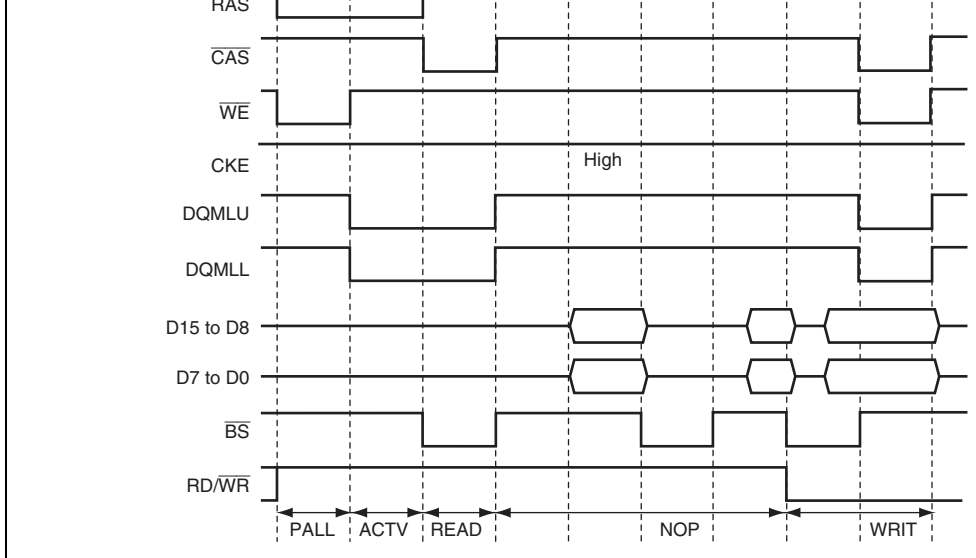 RAS
CAS
WE
CKE
High
DQMLU
DQMLL
D15 to D8
D7 to D0
BS
RD/WR
PALL ACTV READ NOP WRIT